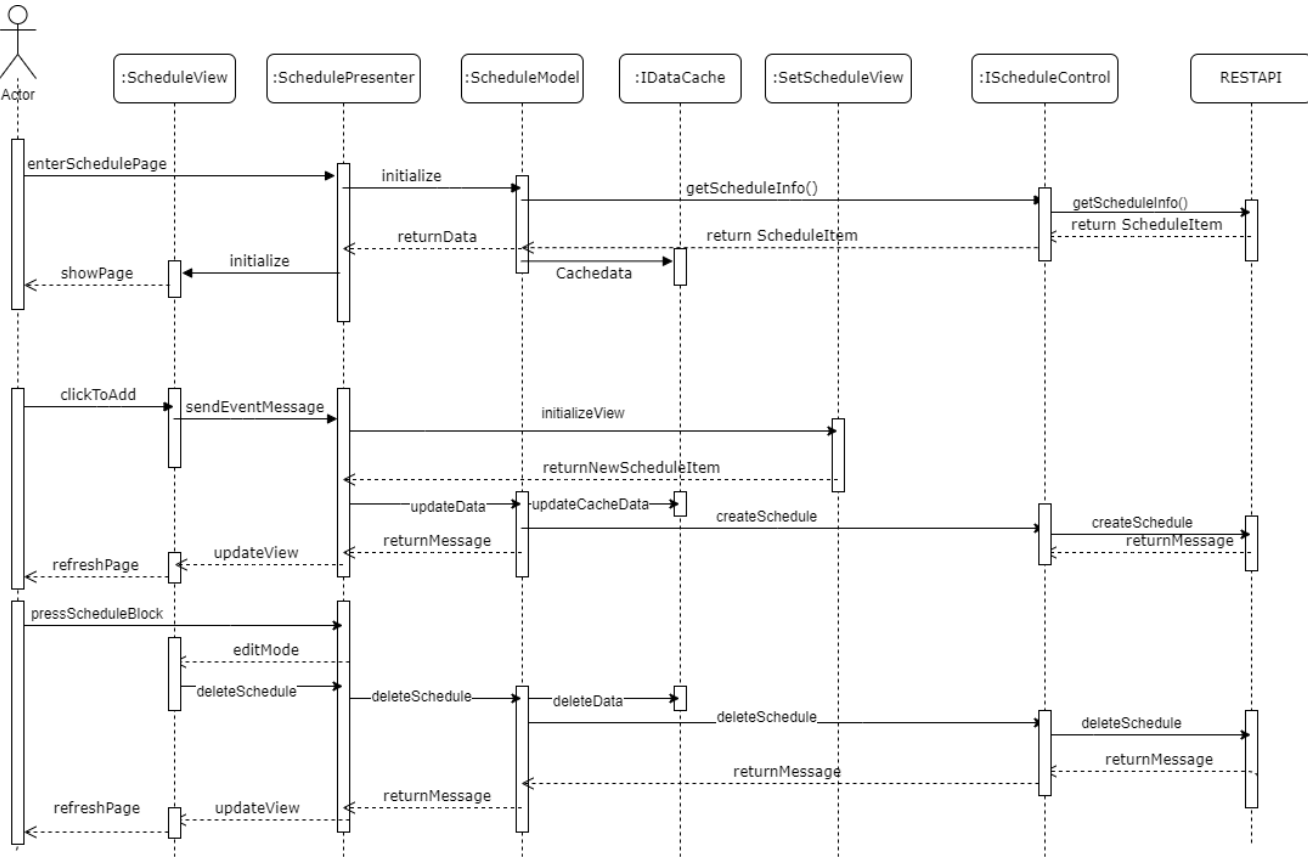 Actor
:ScheduleView
:SchedulePresenter
:ScheduleModel
:IDataCache
:SetScheduleView
:IScheduleControl
RESTAPI
enterSchedulePage
initialize
getScheduleInfo()
getScheduleInfo()
return ScheduleItem
return ScheduleItem
returnData
initialize
Cachedata
showPage
clickToAdd
sendEventMessage
initializeView
returnNewScheduleItem
updateData
updateCacheData
createSchedule
createSchedule
returnMessage
returnMessage
updateView
refreshPage
pressScheduleBlock
editMode
deleteSchedule
deleteSchedule
deleteData
deleteSchedule
deleteSchedule
returnMessage
returnMessage
returnMessage
updateView
refreshPage